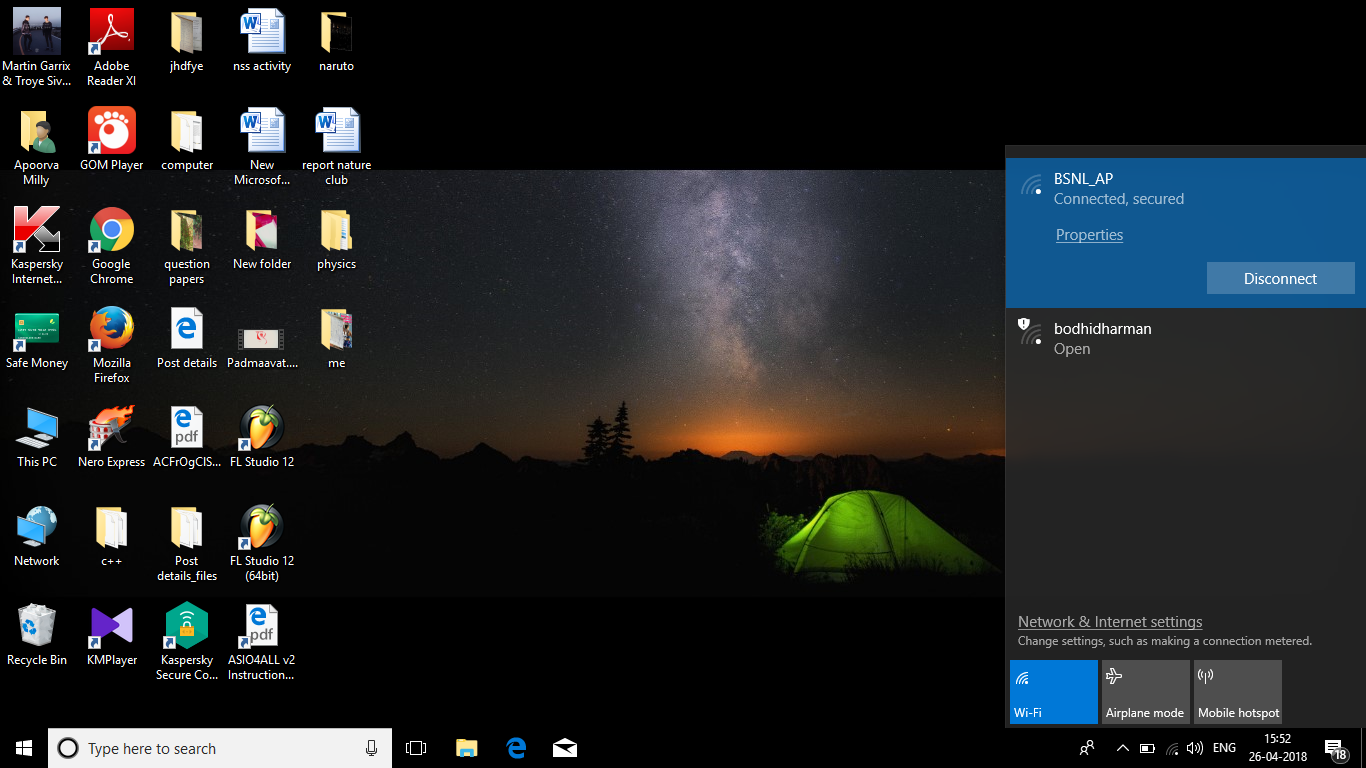 Martin Garrix
& Troye Siv...
Adobe
Reader XI
jhdfye
nss activity
naruto
Apoorva
Milly
GOM Player
computer
New
Microsof...
report nature
club
Kaspersky
Internet...
Google
Chrome
question
papers
New folder
physics
Safe Money
Mozilla
Firefox
Post details
Padmaavat....
me
This PC
Nero Express
pdf
ACFrOgCIS...
FL Studio 12
Network
c++
Post
details_files
FL Studio 12
(64bit)
Recycle Bin
KMPlayer
Kaspersky
Secure Co...
pdf
ASIO4ALL v2
Instruction...
BSNL_AP
Connected, secured
Properties
Disconnect
bodhidharman
Open
Network & Internet settings
Change settings, such as making a connection metered.
Wi-Fi
Airplane mode
Mobile hotspot
Type here to search
ENG
15:52
26-04-2018
18